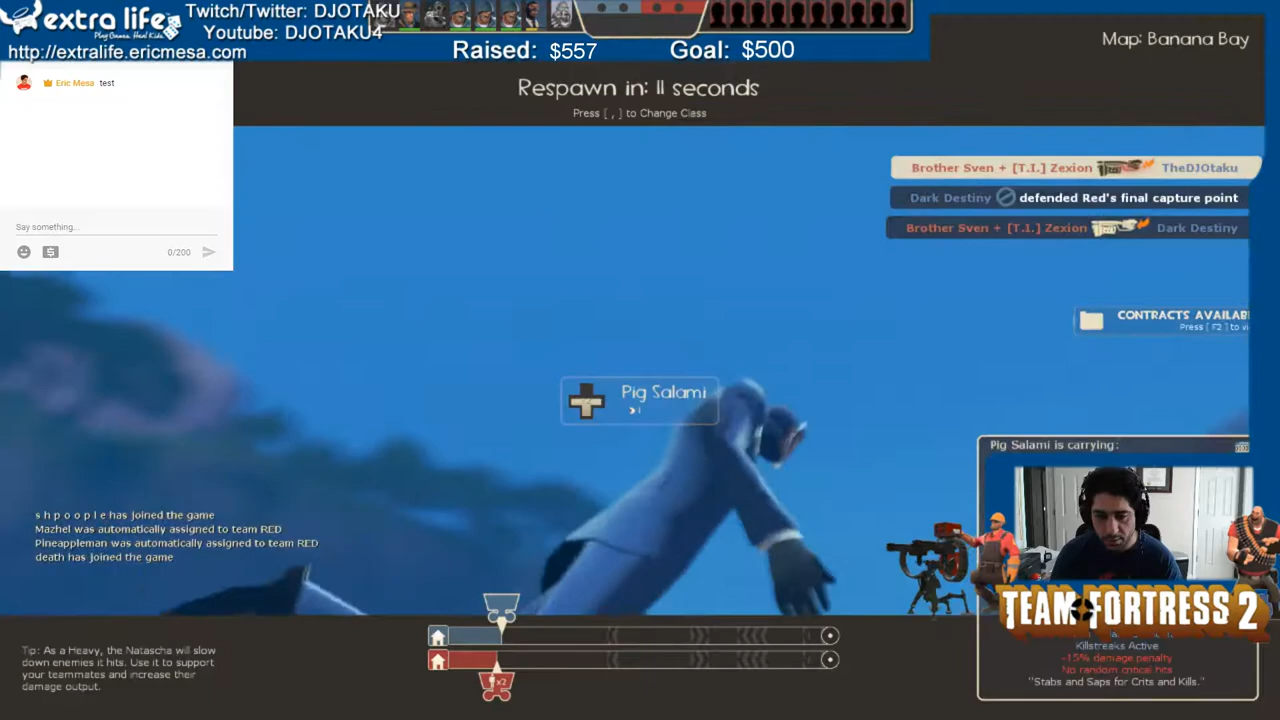 extra life
Play Games. Heal Kids.
Twitch/Twitter: DJOTAKU
Youtube: DJOTAKU4
http://extralife.ericmesa.com
Raised: $557
Goal: $500
Map: Banana Bay
Eric Mesa test
Respawn in: 11 seconds
Press [ , ] to Change Class
Brother Sven + [T.I.] Zexion TheDJOtaku
Dark Destiny defended Red's final capture point
Brother Sven + [T.I.] Zexion Dark Destiny
Say something...
0/200
CONTRACTS AVAILAB
Press [ F2 ] to vi
Pig Salami
Pig Salami is carrying:
s h p o o p l e has joined the game
Mazhel was automatically assigned to team RED
Pineappleman was automatically assigned to team RED
death has joined the game
TEAM FORTRESS 2
x2
Tip: As a Heavy, the Natascha will slow
down enemies it hits. Use it to support
your teammates and increase their
damage output.
Killstreaks Active
-15% damage penalty
No random critical hits
"Stabs and Saps for Crits and Kills."